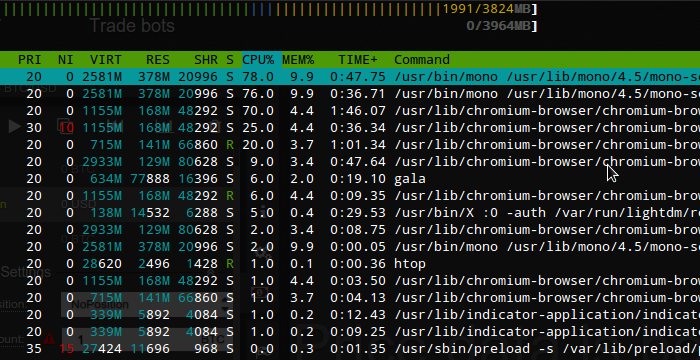 1991/3824MB]
Trade bots
0/3964MB]
PRI NI VIRT RES SHR S CPU% MEM% TIME+ Command
20 0 2581M 378M 20996 S 78.0 9.9 0:47.75 /usr/bin/mono /usr/lib/mono/4.5/mono-s
20 0 2581M 378M 20996 S 76.0 9.9 0:36.71 /usr/bin/mono /usr/lib/mono/4.5/mono-s
20 0 1155M 168M 48292 S 70.0 4.4 1:46.07 /usr/lib/chromium-browser/chromium-brow
30 10 1155M 168M 48292 S 25.0 4.4 0:36.34 /usr/lib/chromium-browser/chromium-brow
20 0 715M 141M 66860 R 20.0 3.7 1:01.34 /usr/lib/chromium-browser/chromium-brow
20 0 2933M 129M 80628 S 9.0 3.4 0:47.64 /usr/lib/chromium-browser/chromium-brow
20 0 634M 77888 16396 S 6.0 2.0 0:19.10 gala
20 0 1155M 168M 48292 R 6.0 4.4 0:09.35 /usr/lib/chromium-browser/chromium-brow
20 0 138M 14532 6288 S 5.0 0.4 0:29.53 /usr/bin/X :0 -auth /var/run/lightdm/ro
20 0 2933M 129M 80628 S 2.0 3.4 0:08.75 /usr/lib/chromium-browser/chromium-brow
20 0 2581M 378M 20996 S 2.0 9.9 0:00.05 /usr/bin/mono /usr/lib/mono/4.5/mono-s
20 0 28620 2496 1428 R 1.0 0.1 0:00.36 htop
Settings
20 0 1155M 168M 48292 S 1.0 4.4 0:03.50 /usr/lib/chromium-browser/chromium-brow
20 0 715M 141M 66860 S 1.0 3.7 0:04.13 /usr/lib/chromium-browser/chromium-brow
NoPosition
20 0 339M 5892 4084 S 1.0 0.2 0:12.43 /usr/lib/indicator-application/indicato
20 0 339M 5892 4084 S 1.0 0.2 0:09.25 /usr/lib/indicator-application/indicato
35 15 27424 11696 968 S 0.0 0.3 0:01.35 /usr/sbin/preload -s /var/lib/preload/p